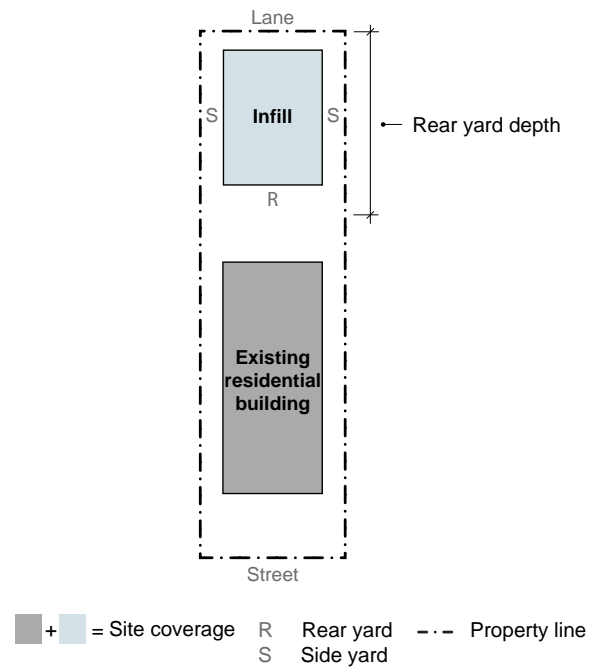 Lane
S
Infill
S
Rear yard depth
R
Existing
residential
building
Street
+ = Site coverage
R Rear yard
Property line
S Side yard